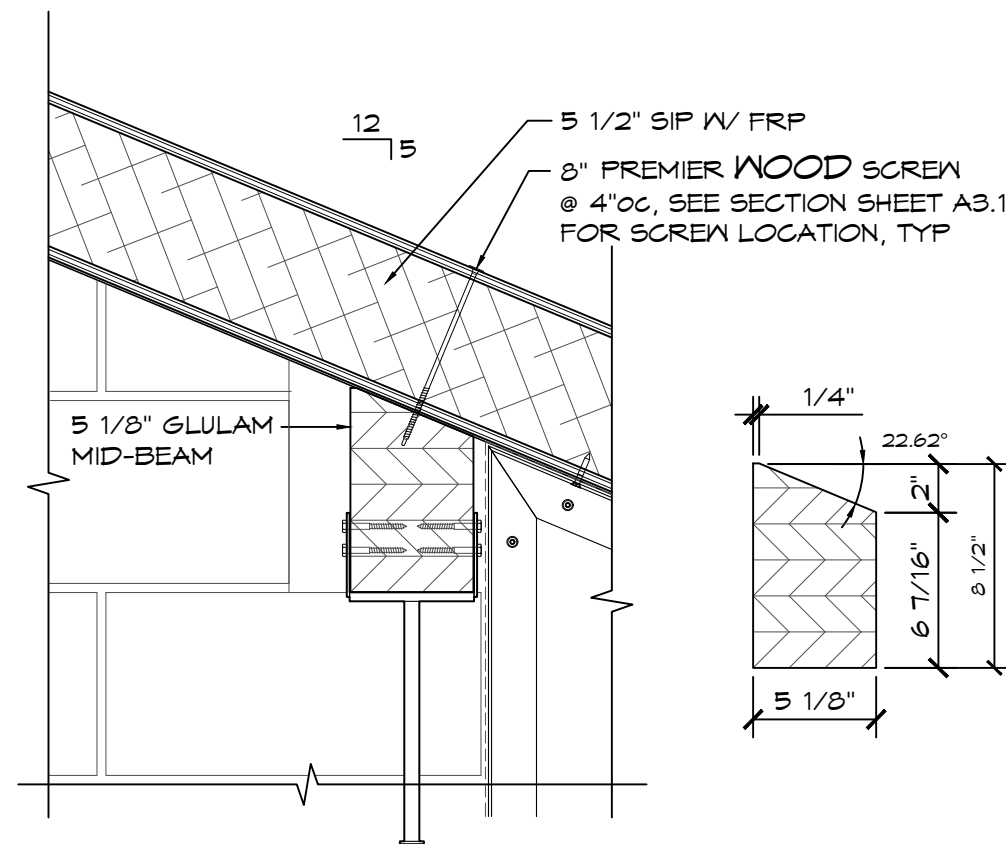 12
5
5 1/2" SIP W/ FRP
8" PREMIER WOOD SCREW
@ 4"OC, SEE SECTION SHEET A3.1
FOR SCREW LOCATION, TYP
5 1/8" GLULAM
MID-BEAM
1/4"
22.62°
2"
6 7/16"
8 1/2"
5 1/8"